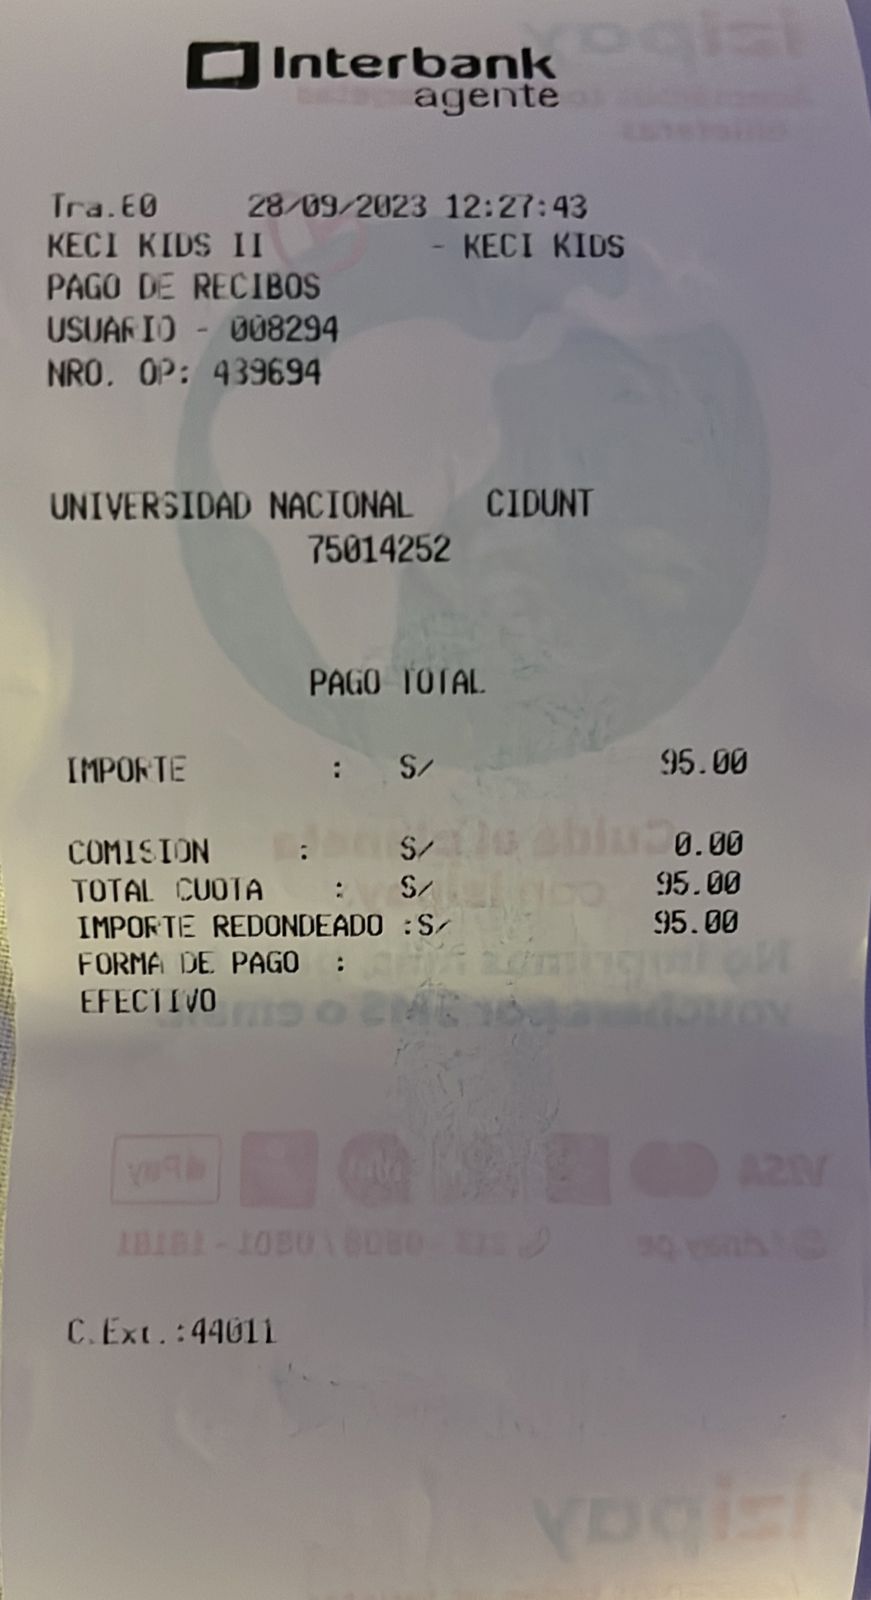 Interbank
agente
Tra.E0 28/09/2023 12:27:43
KECI KIDS II - KECI KIDS
PAGO DE RECIBOS
USUARIO - 008294
NRO. OP: 439694
UNIVERSIDAD NACIONAL CIDUNT
75014252
PAGO TOTAL
IMPORTE : S/ 95.00
COMISION : S/ 0.00
TOTAL CUOTA : S/ 95.00
IMPORTE REDONDEADO :S/ 95.00
FORMA DE PAGO :
EFECTIVO
C.Ext.:44011
izipay